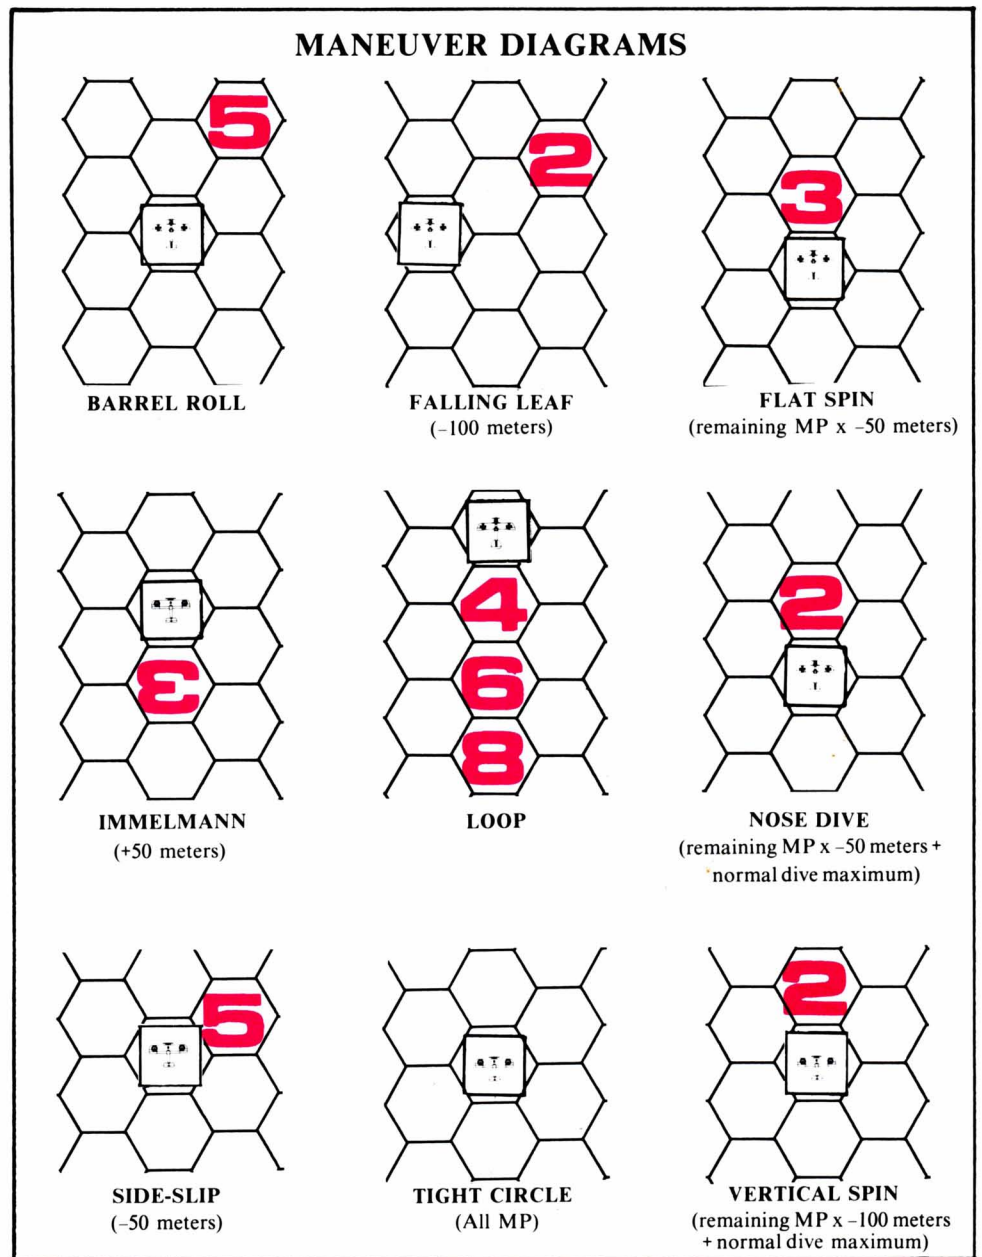 MANEUVER DIAGRAMS
5
2
3
BARREL ROLL
FALLING LEAF
(–100 meters)
FLAT SPIN
(remaining MP x –50 meters)
3
4
6
8
2
IMMELMANN
(+50 meters)
LOOP
NOSE DIVE
(remaining MP x –50 meters +
normal dive maximum)
5
2
SIDE-SLIP
(–50 meters)
TIGHT CIRCLE
(All MP)
VERTICAL SPIN
(remaining MP x –100 meters
+ normal dive maximum)